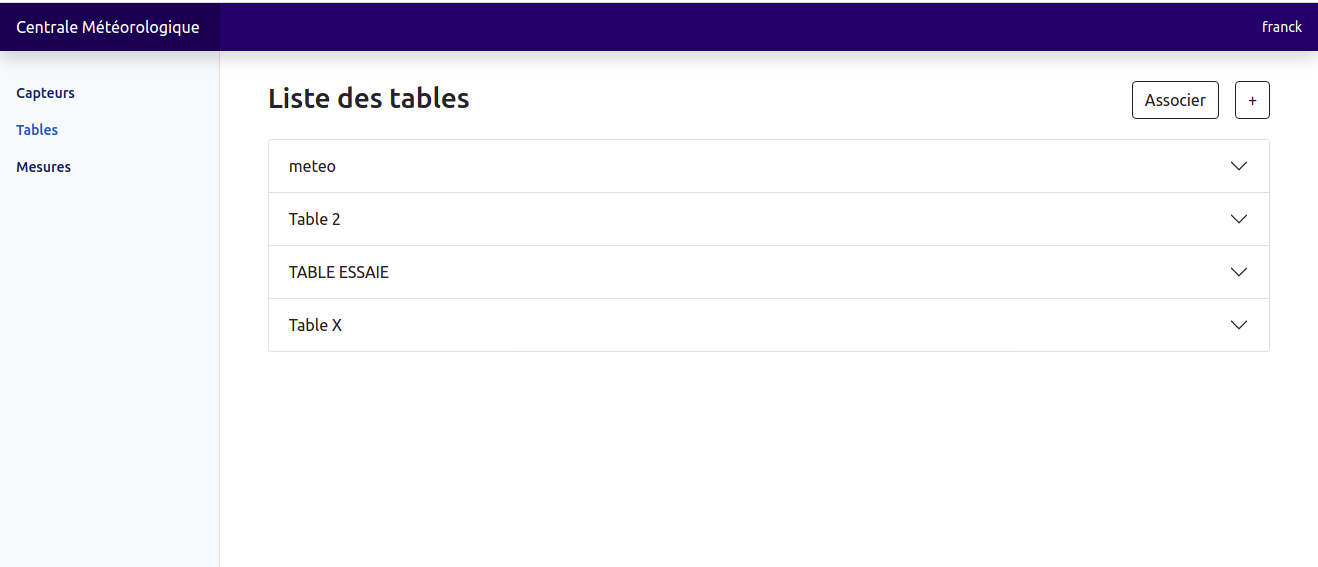 Centrale Météorologique
franck
Capteurs
Tables
Mesures
Liste des tables
Associer
+
meteo
Table 2
TABLE ESSAIE
Table X